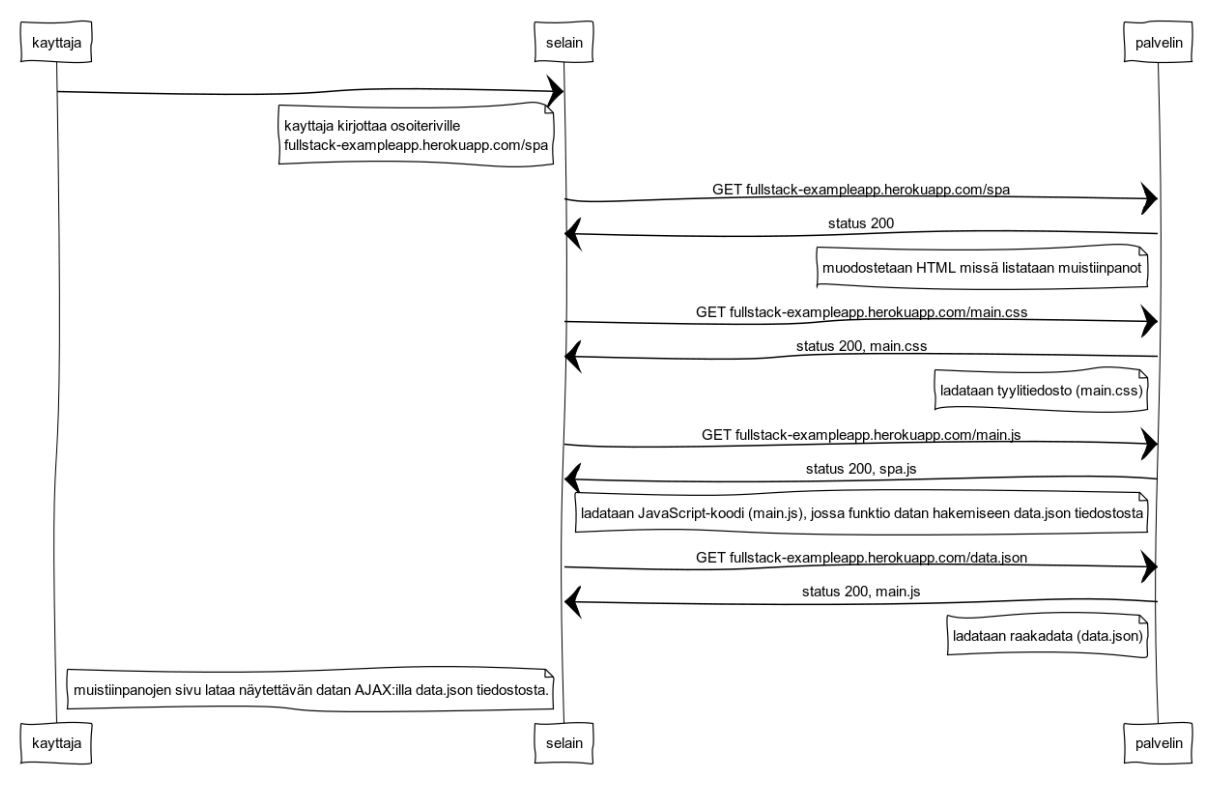 kayttaja
selain
palvelin
kayttaja kirjottaa osoiteriville
fullstack-exampleapp.herokuapp.com/spa
GET fullstack-exampleapp.herokuapp.com/spa
status 200
muodostetaan HTML missä listataan muistiinpanot
GET fullstack-exampleapp.herokuapp.com/main.css
status 200, main.css
ladataan tyylitiedosto (main.css)
GET fullstack-exampleapp.herokuapp.com/main.js
status 200, spa.js
ladataan JavaScript-koodi (main.js), jossa funktio datan hakemiseen data.json tiedostosta
GET fullstack-exampleapp.herokuapp.com/data.json
status 200, main.js
ladataan raakadata (data.json)
muistiinpanojen sivu lataa näytettävän datan AJAX:illa data.json tiedostosta.
kayttaja
selain
palvelin